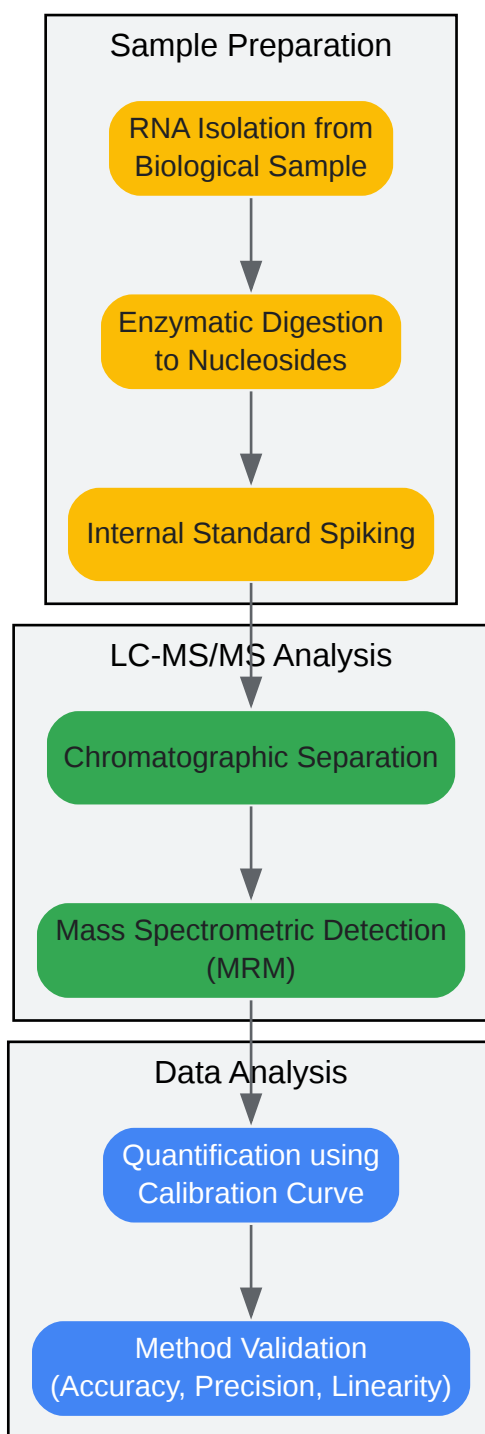 Sample Preparation
RNA Isolation from
Biological Sample
Enzymatic Digestion
to Nucleosides
Internal Standard Spiking
LC-MS/MS Analysis
Chromatographic Separation
Mass Spectrometric Detection
(MRM)
Data Analysis
Quantification using
Calibration Curve
Method Validation
(Accuracy, Precision, Linearity)